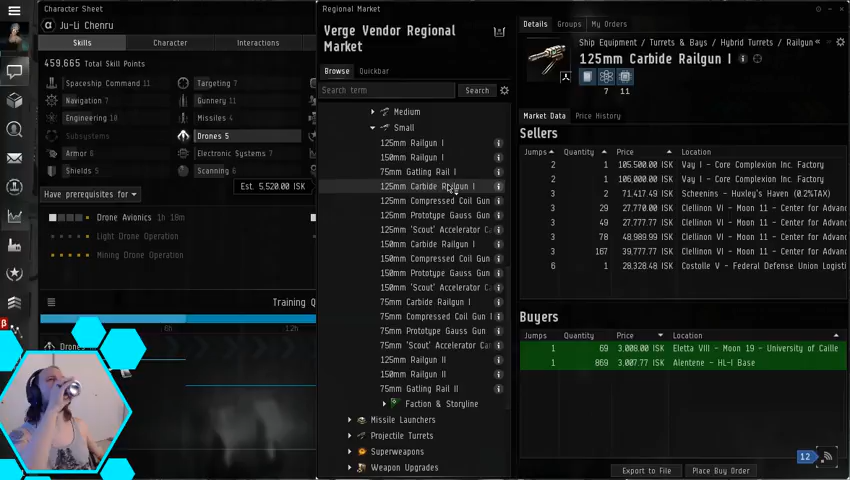 Character Sheet
Ju-Li Chenru
Skills
Character
Interactions
459.665 Total Skill Points
Spaceship Command 11
Targeting 7
Navigation 7
Gunnery 11
Engineering 10
Missiles 4
Subsystems
Drones 5
Armor 6
Electronic Systems 7
Shields 5
Scanning 6
Est. 5.520.00 ISK
Have prerequisites for
Drone Avionics 1h 18m
Light Drone Operation
Mining Drone Operation
Training Q
6h
12h
Regional Market
Verge Vendor Regional
Market
Browse
Quickbar
Search term
Search
Medium
Small
125mm Railgun I
150mm Railgun I
75mm Gatling Rail I
125mm Carbide Railgun I
125mm Compressed Coil Gun
125mm Prototype Gauss Gun
125mm 'Scout' Accelerator Ca
150mm Carbide Railgun I
150mm Compressed Coil Gun
150mm Prototype Gauss Gun
150mm 'Scout' Accelerator Ca
75mm Carbide Railgun I
75mm Compressed Coil Gun I
75mm Prototype Gauss Gun
75mm 'Scout' Accelerator Can
125mm Railgun II
150mm Railgun II
75mm Gatling Rail II
Faction & Storyline
Missile Launchers
Projectile Turrets
Superweapons
Weapon Upgrades
Details
Groups
My Orders
Ship Equipment / Turrets & Bays / Hybrid Turrets / Railgun «
125mm Carbide Railgun I
7
11
Market Data
Price History
Sellers
Jumps Quantity Price Location
2 1 105,500.00 ISK Vay I - Core Complexion Inc. Factory
2 1 106,000.00 ISK Vay I - Core Complexion Inc. Factory
3 2 71,417.49 ISK Scheenins - Huxley's Haven (0.2%TAX)
3 29 27,770.00 ISK Clellinon VI - Moon 11 - Center for Advanc
3 49 27,777.77 ISK Clellinon VI - Moon 11 - Center for Advanc
3 78 48,989.99 ISK Clellinon VI - Moon 11 - Center for Advanc
3 167 39,777.77 ISK Clellinon VI - Moon 11 - Center for Advanc
6 1 28,328.48 ISK Costolle V - Federal Defense Union Logisti
Buyers
Jumps Quantity Price Location
1 69 3,008.00 ISK Eletta VIII - Moon 19 - University of Caille
1 869 3,007.77 ISK Alentene - HL-I Base
12
Export to File
Place Buy Order